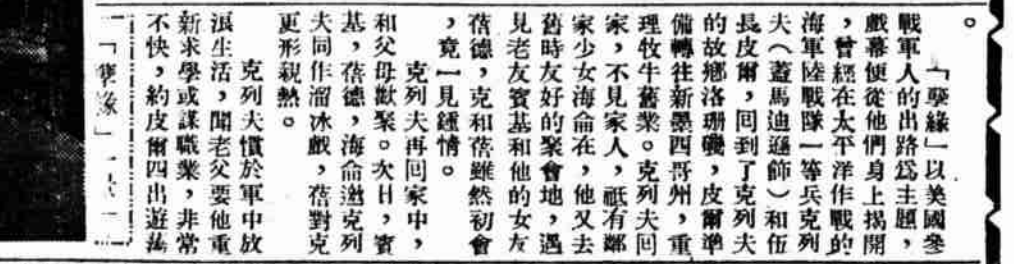 。
「孽緣」以美國參
戰軍人的出路爲主題，
戲幕便從他們身上揭開
，曾經在太平洋作戰的
海軍陸戰隊一等兵克列
夫（蓋馬迪遜飾）和伍
長皮爾，回到了克列夫
的故鄉洛珊磯，皮爾準
備轉往新墨西哥州，重
理牧牛舊業。克列夫回
家，不見家人，祇有鄰
家少女海侖在，他又去
舊時友好的聚會地，遇
見老友賓基和他的女友
蓓德，克和蓓雖然初會
，竟一見鍾情。
克列夫再回家中，
和父母歡聚。次日，賓
基，蓓德，海侖邀克列
夫同作溜冰戲，蓓對克
更形親熱。
克列夫慣於軍中放
浪生活，聞老父要他重
新求學或謀職業，非常
不快，約皮爾四出遊蕩
「孽緣」